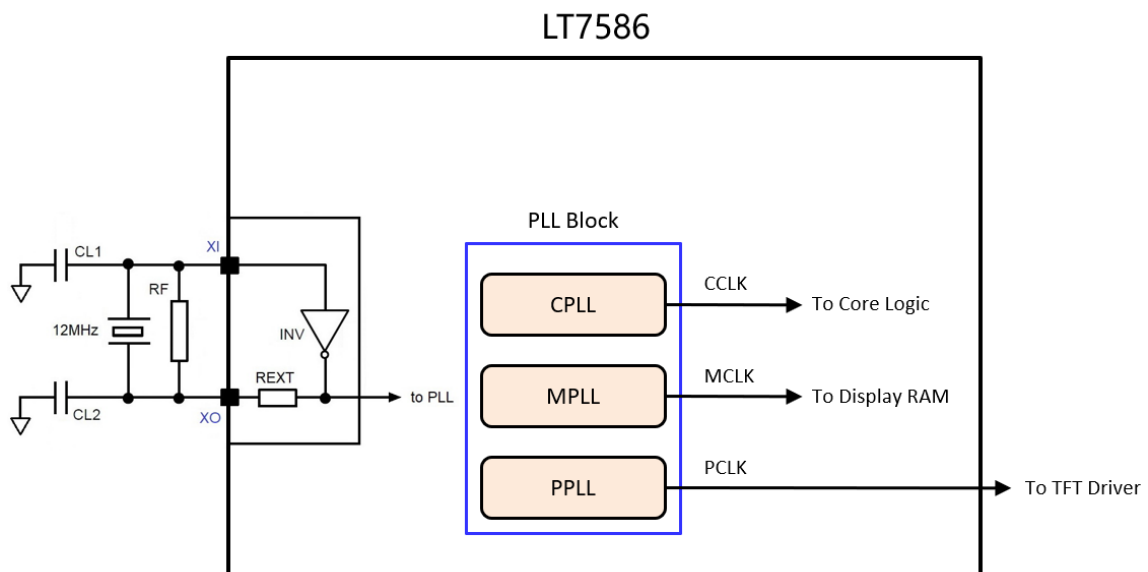 LT7586
PLL Block
CL1
XI
RF
12MHz
INV
REXT
to PLL
CL2
XO
CPLL
CCLK
To Core Logic
MPLL
MCLK
To Display RAM
PPLL
PCLK
To TFT Driver